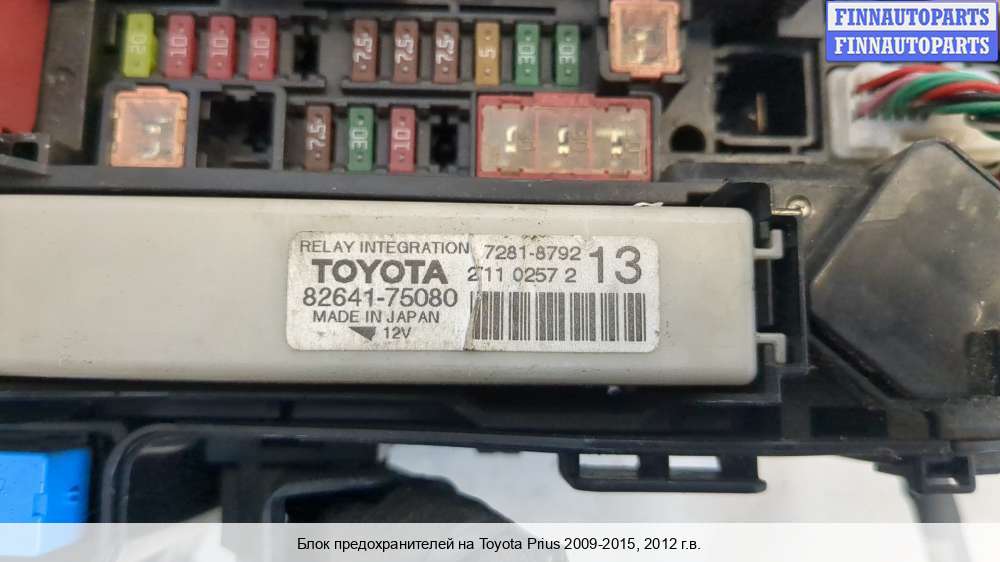 FINNAUTOPARTS
FINNAUTOPARTS
20 10 10 10 7.5 7.5 7.5 5 30 30
7.5 30 10
RELAY INTEGRATION 7281-8792
TOYOTA 2711 0257 2 13
82641-75080
MADE IN JAPAN
12V
Блок предохранителей на Toyota Prius 2009-2015, 2012 г.в.